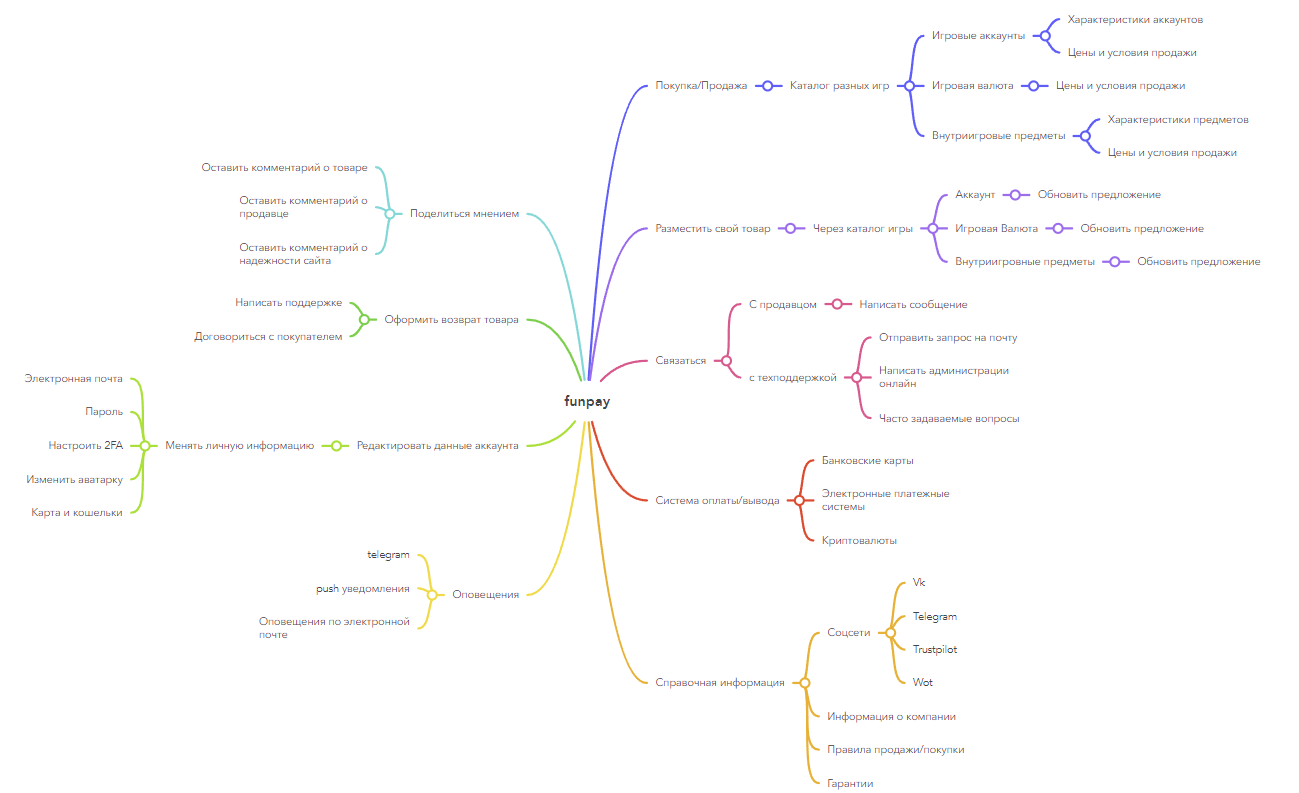 funpay
Покупка/Продажа
Каталог разных игр
Игровые аккаунты
Характеристики аккаунтов
Цены и условия продажи
Игровая валюта
Цены и условия продажи
Внутриигровые предметы
Характеристики предметов
Цены и условия продажи
Разместить свой товар
Через каталог игры
Аккаунт
Обновить предложение
Игровая Валюта
Обновить предложение
Внутриигровные предметы
Обновить предложение
Связаться
С продавцом
Написать сообщение
с техподдержкой
Отправить запрос на почту
Написать администрации
онлайн
Часто задаваемые вопросы
Система оплаты/вывода
Банковские карты
Электронные платежные
системы
Криптовалюты
Справочная информация
Соцсети
Vk
Telegram
Trustpilot
Wot
Информация о компании
Правила продажи/покупки
Гарантии
Поделиться мнением
Оставить комментарий о товаре
Оставить комментарий о
продавце
Оставить комментарий о
надежности сайта
Оформить возврат товара
Написать поддержке
Договориться с покупателем
Редактировать данные аккаунта
Менять личную информацию
Электронная почта
Пароль
Настроить 2FA
Изменить аватарку
Карта и кошельки
Оповещения
telegram
push уведомления
Оповещения по электронной
почте